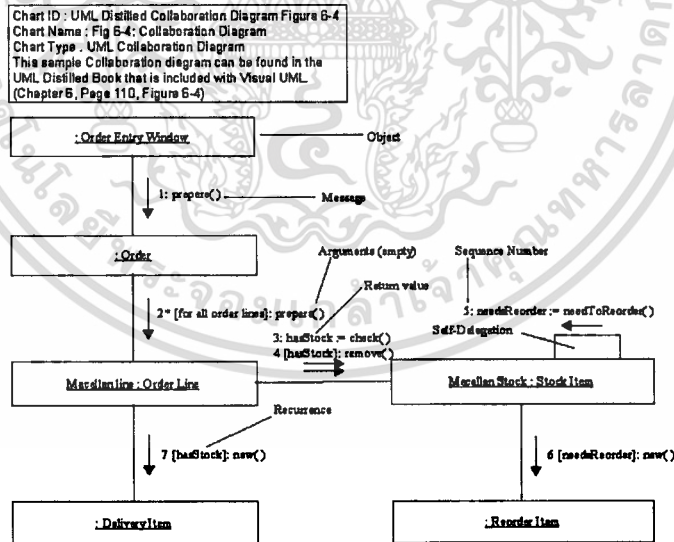 Chart ID : UML Distilled Collaboration Diagram Figure 6-4
Chart Name : Fig 6-4: Collaboration Diagram
Chart Type . UML Collaboration Diagram
This sample Collaboration diagram can be found in the
UML Distilled Book that is included with Visual UML
(Chapter 6, Page 110, Figure 6-4)
: Order Entry Window
Object
1: prepare()
Message
: Order
Arguments (empty)
Sequence Number
Return value
2* [for all order lines]: prepare()
5: needsReorder := needToReorder()
3: hasStock := check()
Self-Delegation
4 [hasStock]: remove()
Macallan line : Order Line
Macallan Stock : Stock Item
Recurrence
7 [hasStock]: new()
6 [needsReorder]: new()
: Delivery Item
: Reorder Item